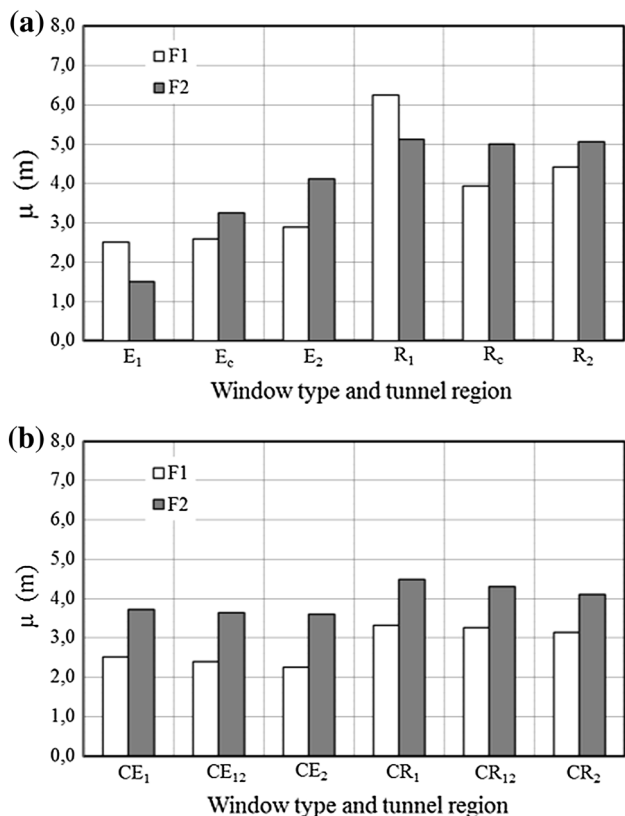 (a)
8,0
7,0
6,0
5,0
4,0
3,0
2,0
1,0
0,0
μ (m)
F1
F2
E₁ E꜀ E₂ R₁ R꜀ R₂
Window type and tunnel region
(b)
8,0
7,0
6,0
5,0
4,0
3,0
2,0
1,0
0,0
μ (m)
F1
F2
CE₁ CE₁₂ CE₂ CR₁ CR₁₂ CR₂
Window type and tunnel region